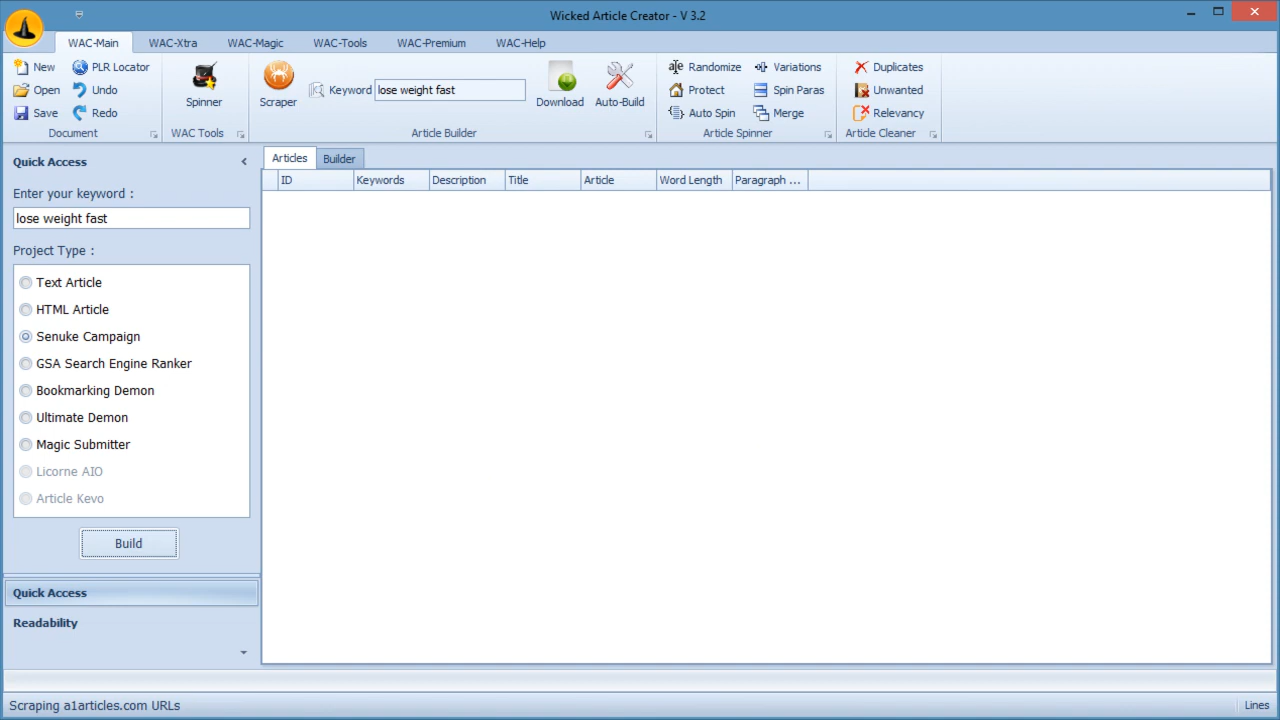 Wicked Article Creator - V 3.2
WAC-Main WAC-Xtra WAC-Magic WAC-Tools WAC-Premium WAC-Help
New PLR Locator
Open Undo
Save Redo
Document
Spinner
WAC Tools
Scraper
Keyword lose weight fast
Download Auto-Build
Article Builder
Randomize Variations
Protect Spin Paras
Auto Spin Merge
Article Spinner
Duplicates
Unwanted
Relevancy
Article Cleaner
Quick Access
Enter your keyword :
lose weight fast
Project Type :
Text Article
HTML Article
Senuke Campaign
GSA Search Engine Ranker
Bookmarking Demon
Ultimate Demon
Magic Submitter
Licorne AIO
Article Kevo
Build
Quick Access
Readability
Articles Builder
ID Keywords Description Title Article Word Length Paragraph ...
Scraping a1articles.com URLs
Lines